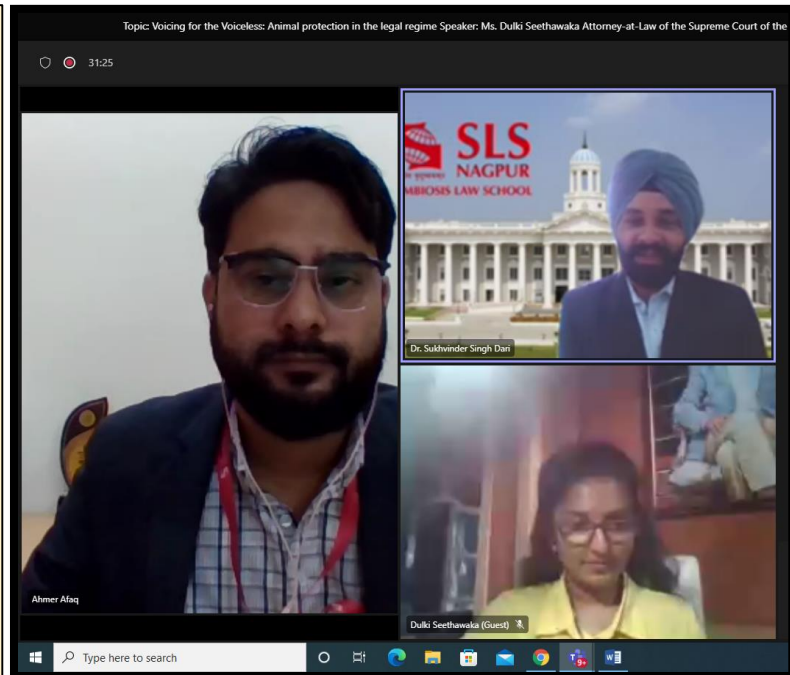 Topic: Voicing for the Voiceless: Animal protection in the legal regime Speaker: Ms. Dulki Seethawaka Attorney-at-Law of the Supreme Court of the
31:25
SLS
NAGPUR
MBIOSIS LAW SCHOOL
Dr. Sukhvinder Singh Dari
Ahmer Afaq
Dulki Seethawaka (Guest)
Type here to search
9+